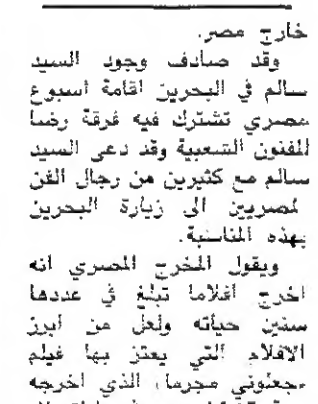 خارج مصر.
وقد صادف وجود السيد
سالم في البحرين اقامة اسبوع
مصري تشترك فيه فرقة رضا
للفنون الشعبية وقد دعى السيد
سالم مع كثيرين من رجال الفن
لمصريين الى زيارة البحرين
بهذه المناسبة.
ويقول المخرج المصري انه
اخرج افلاما تبلغ في عددها
سنين حياته ولعل من ابرز
الافلام التي يعتز بها فيلم
«جعلوني مجرما» الذي اخرجه